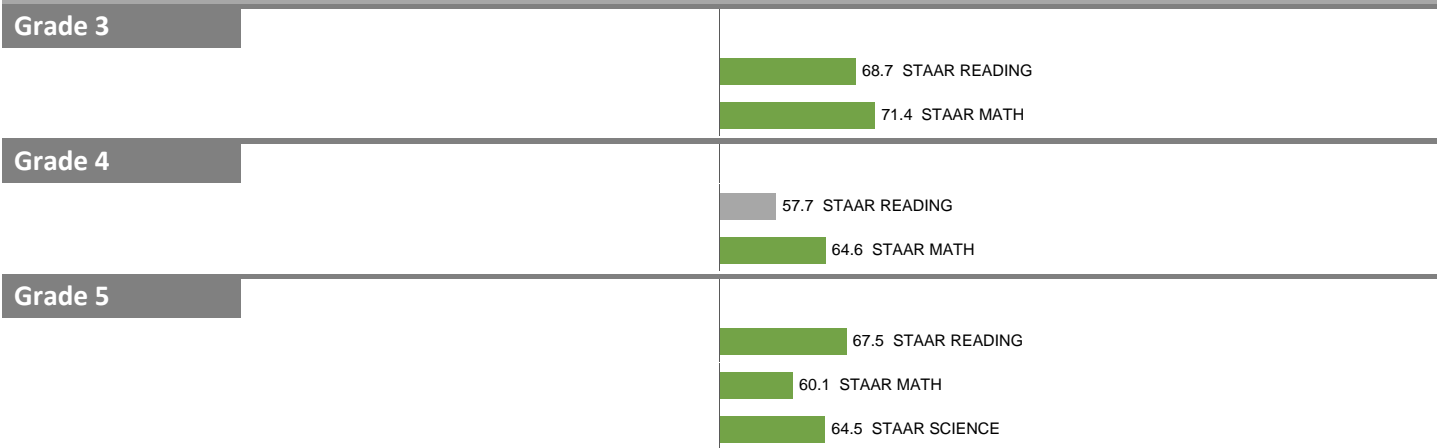 Grade 3
68.7 STAAR READING
71.4 STAAR MATH
Grade 4
57.7 STAAR READING
64.6 STAAR MATH
Grade 5
67.5 STAAR READING
60.1 STAAR MATH
64.5 STAAR SCIENCE